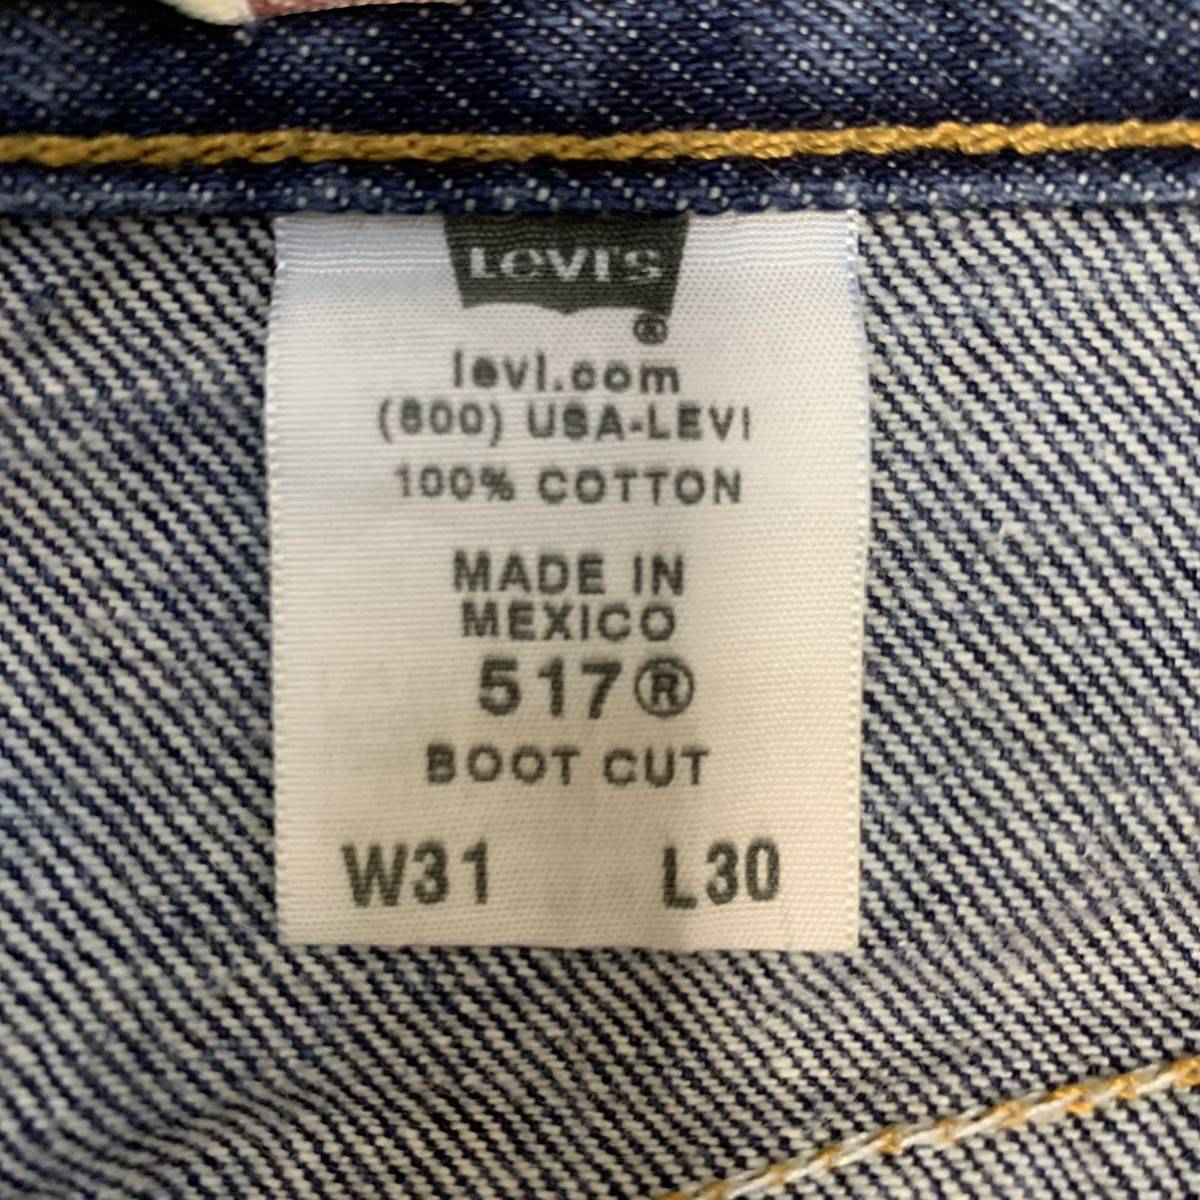 Levi's
®
levi.com
(800) USA-LEVI
100% COTTON
MADE IN
MEXICO
517®
BOOT CUT
W31 L30